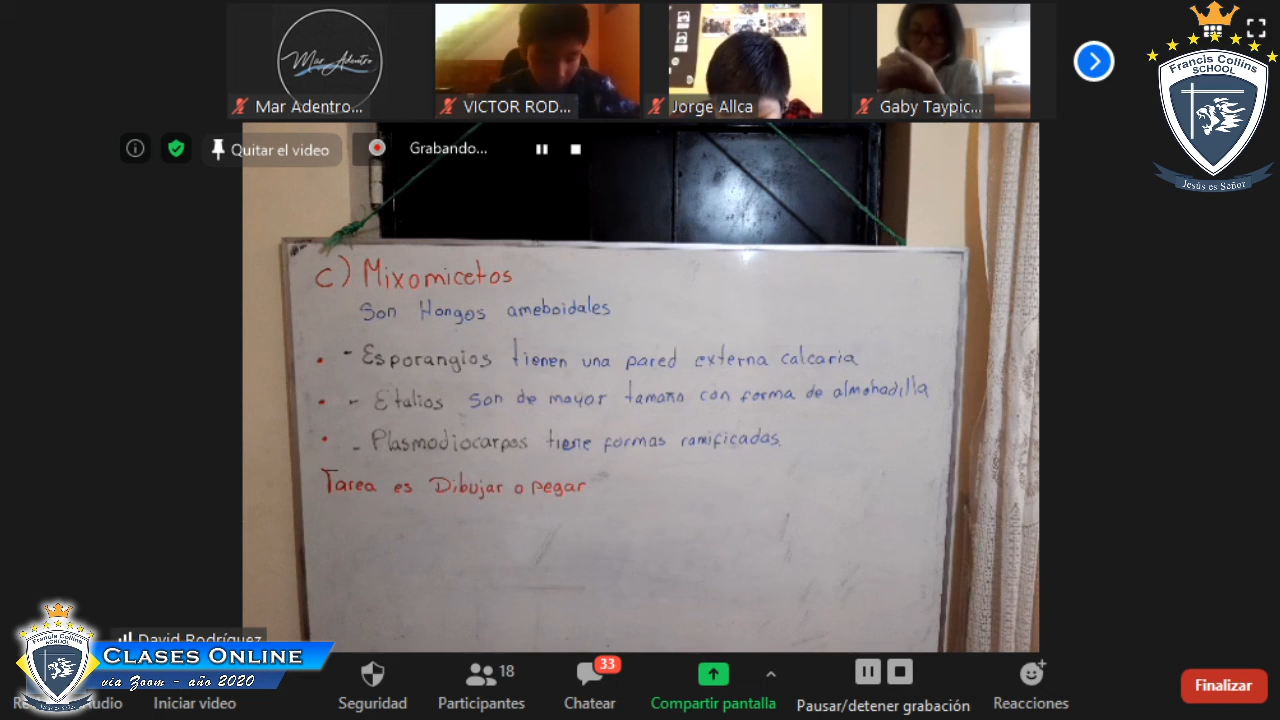 Mar Adentro
Mar Adentro...
VICTOR ROD...
Jorge Allca
Gaby Taypic...
Francis Collins
SCHOOL
Jesús es Señor
Quitar el video
Grabando...
c) Mixomicetos
Son Hongos ameboidales
• - Esporangios tienen una pared externa calcaria
• - Etalios son de mayor tamaño con forma de almohadilla
• - Plasmodiocarpos tiene formas ramificadas.
Tarea es Dibujar o pegar
David Rodríguez
CLASES ONLINE
vía Zoom - año 2020
Iniciar video
Seguridad
18
Participantes
33
Chatear
Compartir pantalla
Pausar/detener grabación
Reacciones
Finalizar